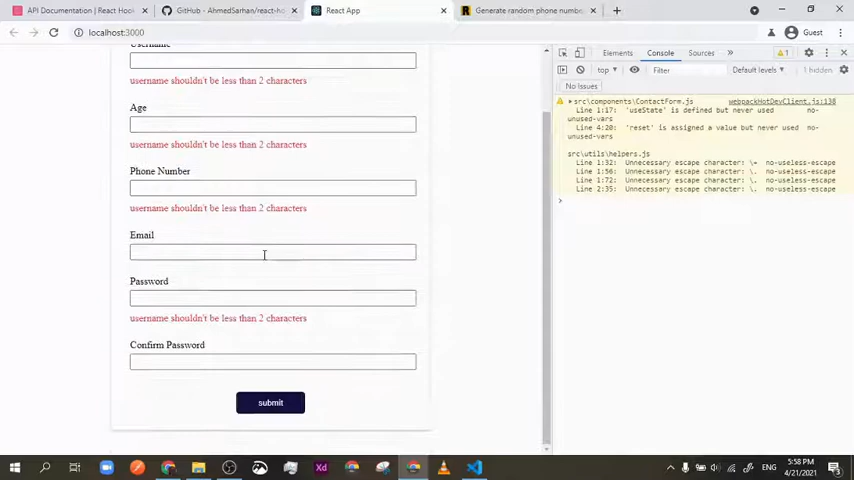 API Documentation | React Hook
GitHub - AhmedSarhan/react-ho
React App
Generate random phone numbe
localhost:3000
Guest
Username
username shouldn't be less than 2 characters
Age
username shouldn't be less than 2 characters
Phone Number
username shouldn't be less than 2 characters
Email
Password
username shouldn't be less than 2 characters
Confirm Password
submit
Elements
Console
Sources
1
top
Filter
Default levels
1 hidden
No Issues
src\components\ContactForm.js
webpackHotDevClient.js:138
Line 1:17: 'useState' is defined but never used no-
unused-vars
Line 4:20: 'reset' is assigned a value but never used no-
unused-vars
src\utils\helpers.js
Line 1:32: Unnecessary escape character: \= no-useless-escape
Line 1:56: Unnecessary escape character: \. no-useless-escape
Line 1:72: Unnecessary escape character: \. no-useless-escape
Line 2:35: Unnecessary escape character: \. no-useless-escape
Xd
ENG
5:58 PM
4/21/2021